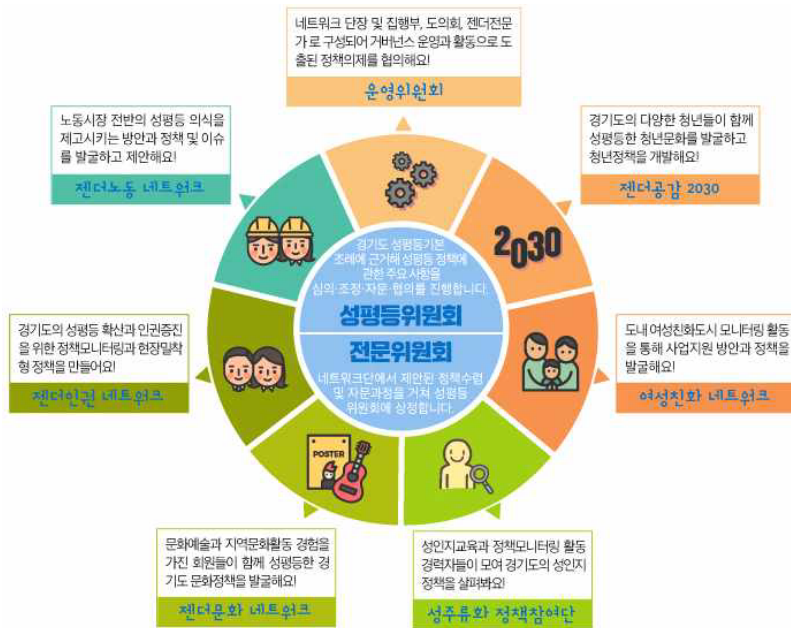 네트워크 단장 및 집행부, 도의회, 젠더전문
가로 구성되어 거버넌스 운영과 활동으로 도
출된 정책의제를 협의해요!
운영위원회
노동시장 전반의 성평등 의식을
제고시키는 방안과 정책 및 이슈
를 발굴하고 제안해요!
젠더노동 네트워크
경기도의 다양한 청년들이 함께
성평등한 청년문화를 발굴하고
청년정책을 개발해요!
젠더공감 2030
2030
경기도 성평등기본
조례에 근거해 성평등 정책에
관한 주요 사항을
심의·조정·자문·협의를 진행합니다.
성평등위원회
전문위원회
네트워크단에서 제안된 정책수렴
및 자문과정을 거쳐 성평등
위원회에 상정합니다.
경기도의 성평등 확산과 인권증진
을 위한 정책모니터링과 현장밀착
형 정책을 만들어요!
젠더인권 네트워크
도내 여성친화도시 모니터링 활동
을 통해 사업지원 방안과 정책을
발굴해요!
여성친화 네트워크
POSTER
문화예술과 지역문화활동 경험을
가진 회원들이 함께 성평등한 경
기도 문화정책을 발굴해요!
젠더문화 네트워크
성인지교육과 정책모니터링 활동
경력자들이 모여 경기도의 성인지
정책을 살펴봐요!
성주류화 정책참여단